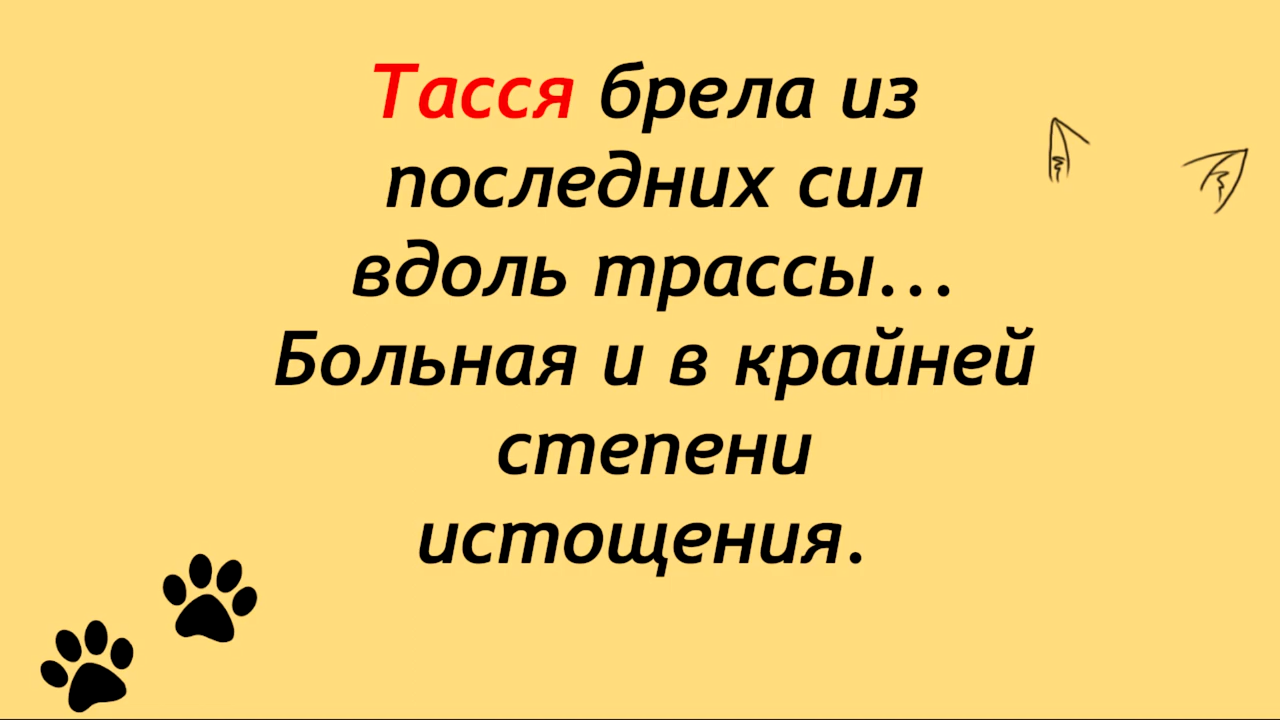 Тасся брела из
последних сил
вдоль трассы...
Больная и в крайней
степени
истощения.